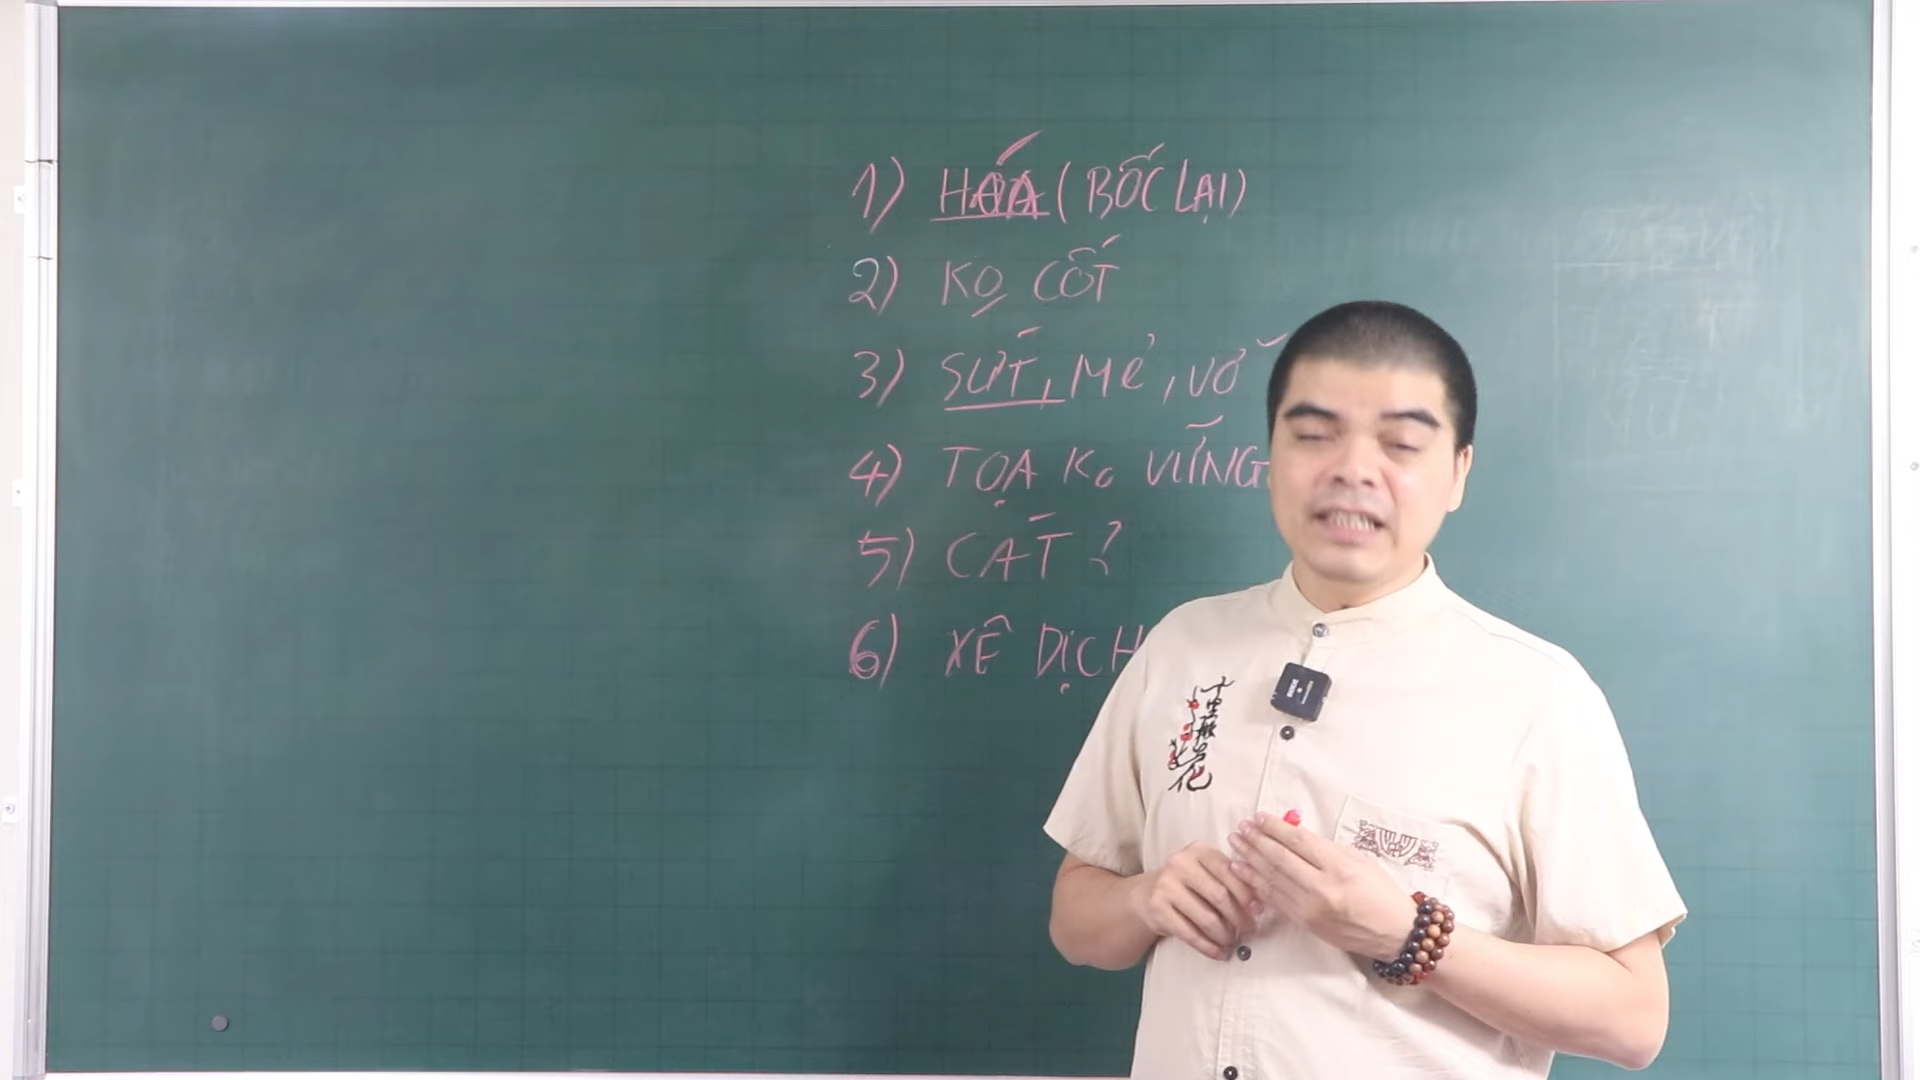 1) HÓA (BỐC LẠI)
2) KO CỐT
3) SỨT, MẺ, VỠ
4) TỌA Ko VỮNG
5) CÁT ?
6) XÊ DỊCH